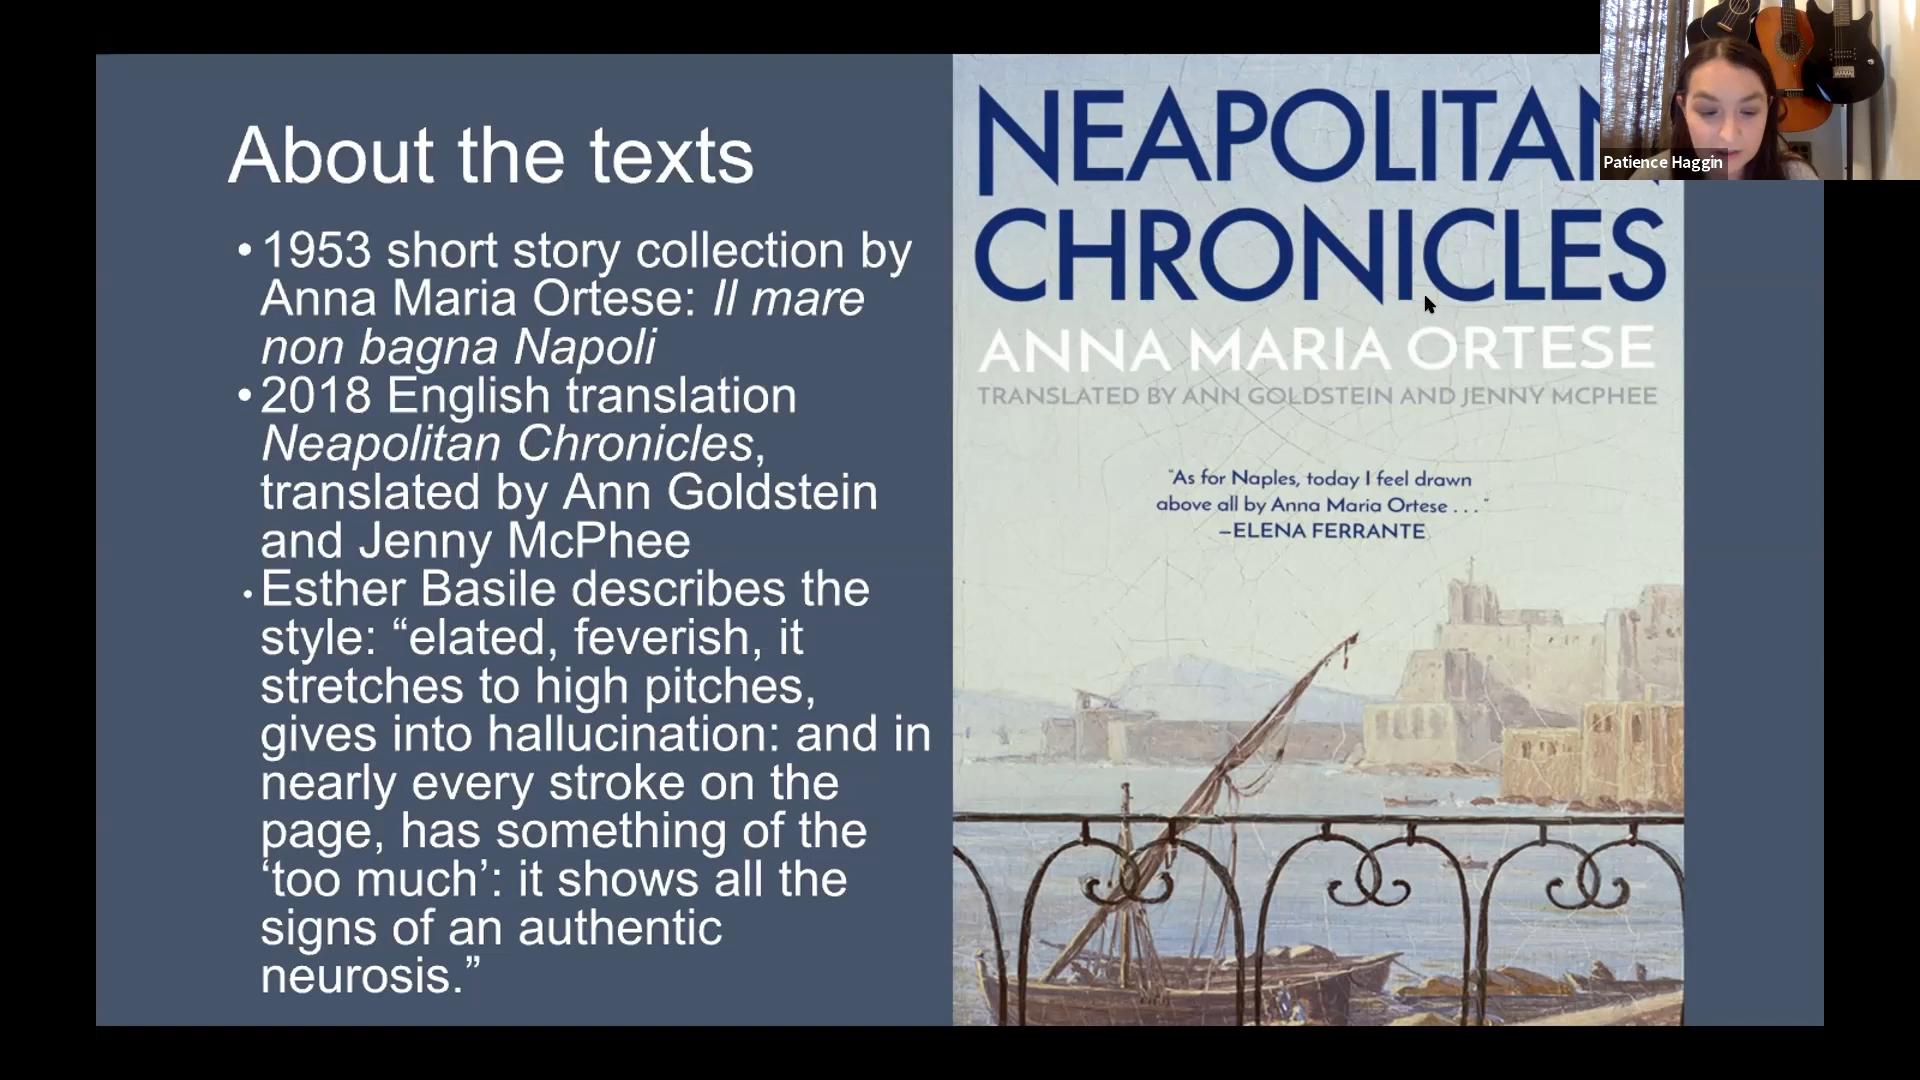 About the texts
•1953 short story collection by
Anna Maria Ortese: Il mare
non bagna Napoli
•2018 English translation
Neapolitan Chronicles,
translated by Ann Goldstein
and Jenny McPhee
•Esther Basile describes the
style: “elated, feverish, it
stretches to high pitches,
gives into hallucination: and in
nearly every stroke on the
page, has something of the
‘too much’: it shows all the
signs of an authentic
neurosis.”
NEAPOLITAN
CHRONICLES
ANNA MARIA ORTESE
TRANSLATED BY ANN GOLDSTEIN AND JENNY MCPHEE
“As for Naples, today I feel drawn
above all by Anna Maria Ortese . . .”
–ELENA FERRANTE
Patience Haggin